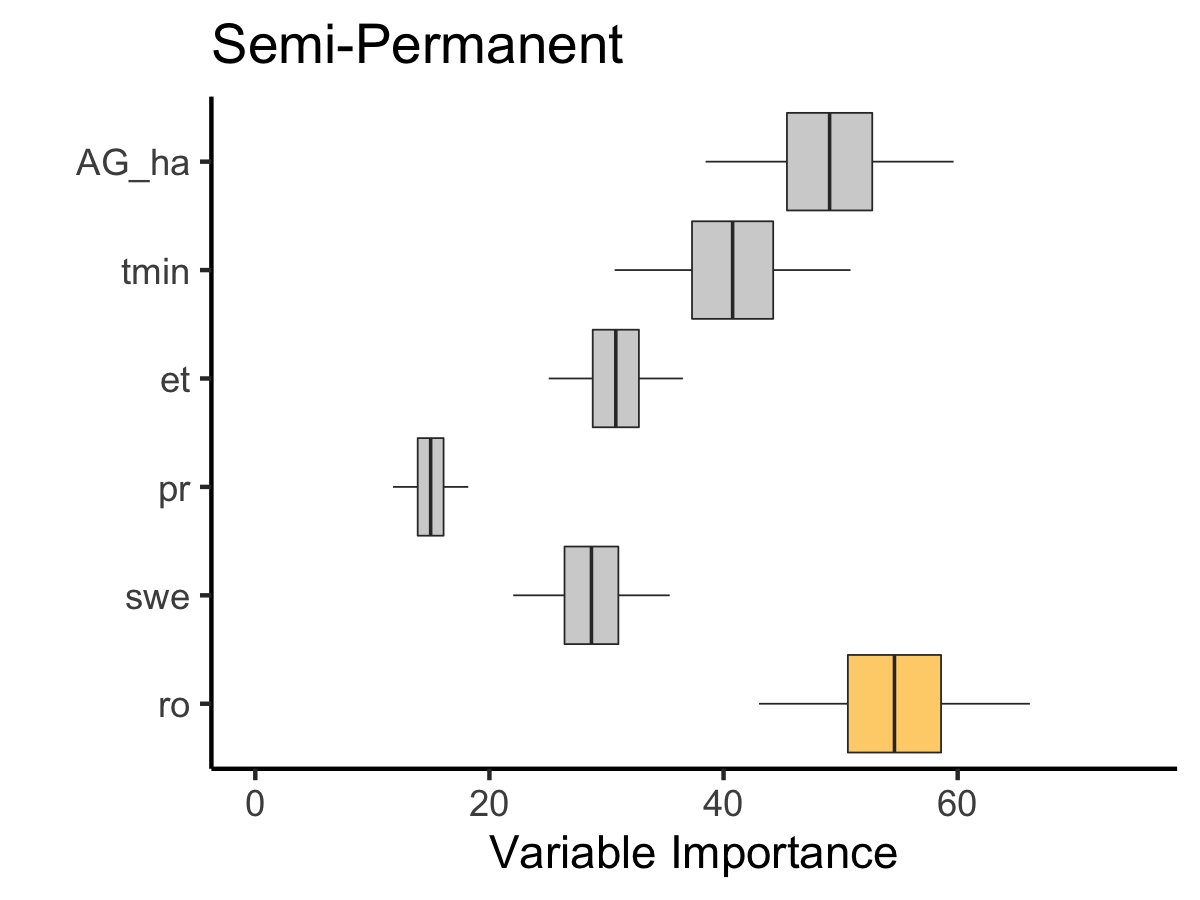 Semi-Permanent
AG_ha
tmin
et
pr
swe
ro
0 20 40 60
Variable Importance